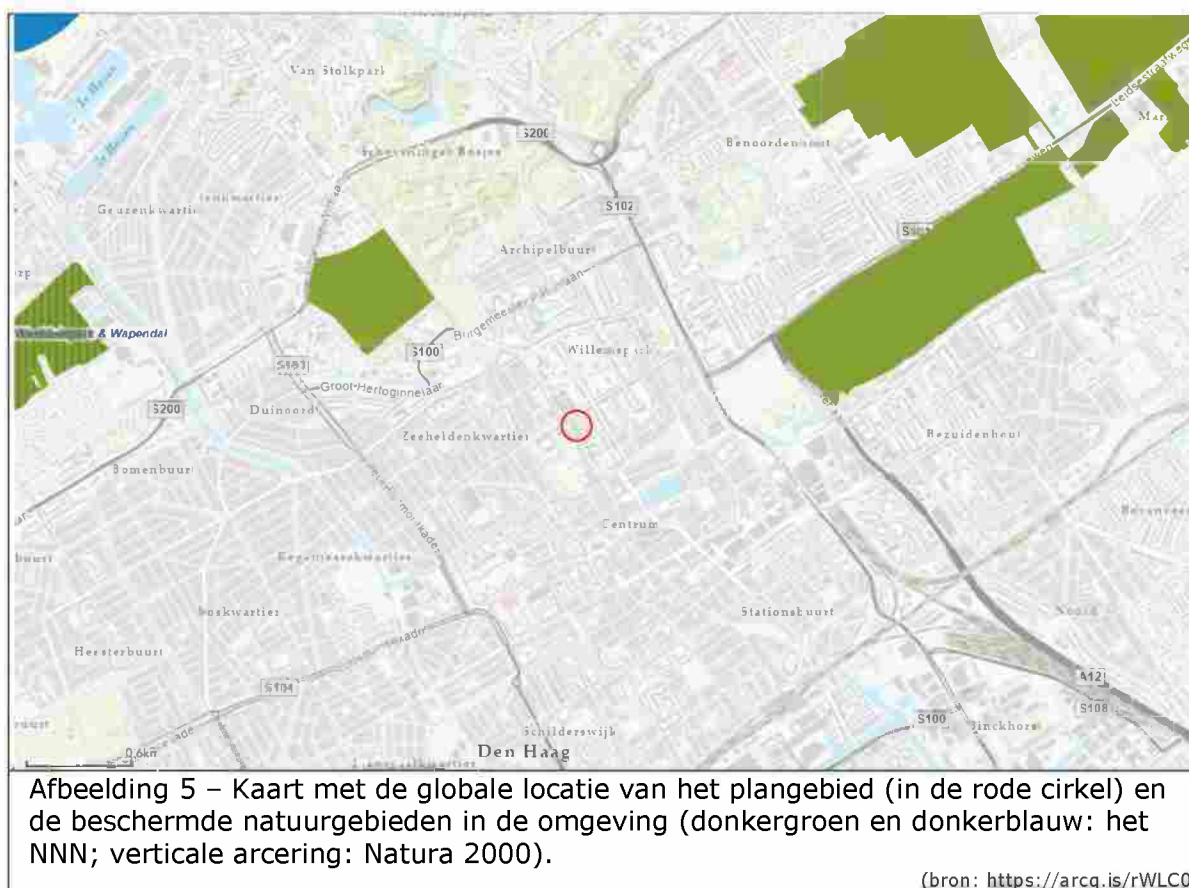 Van Stolkpark
S200
Scheveningse Bosjes
Benoordenhout
Leidsestraatweg
Geuzenkwartier
S102
Archipelbuurt
& Wapendal
S100
Willemspark
Groot Hertoginnelaan
S200
Duinoord
Zeeheldenkwartier
Bezuidenhout
Bomenbuurt
Centrum
Stationsbuurt
Noord
Heesterbuurt
S104
A12
S108
S100
Binckhorst
0,6km
Schilderswijk
Den Haag
Afbeelding 5 – Kaart met de globale locatie van het plangebied (in de rode cirkel) en
de beschermde natuurgebieden in de omgeving (donkergroen en donkerblauw: het
NNN; verticale arcering: Natura 2000).
(bron: https://arcg.is/rWLC0